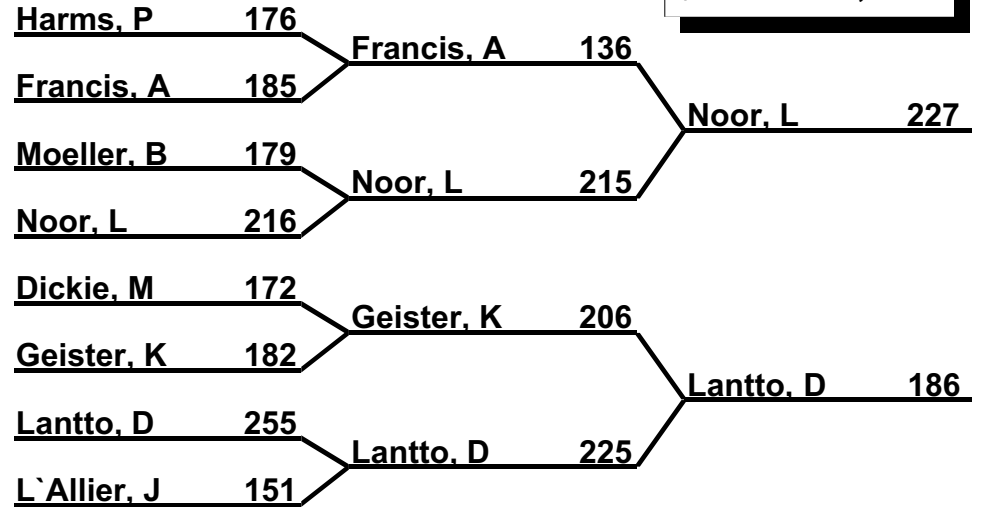 Harms, P 176
Francis, A 136
Francis, A 185
Noor, L 227
Moeller, B 179
Noor, L 215
Noor, L 216
Dickie, M 172
Geister, K 206
Geister, K 182
Lantto, D 186
Lantto, D 255
Lantto, D 225
L`Allier, J 151